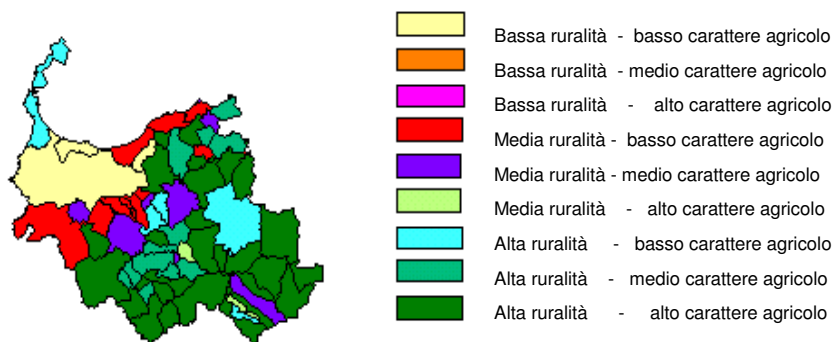 Bassa ruralità - basso carattere agricolo
Bassa ruralità - medio carattere agricolo
Bassa ruralità - alto carattere agricolo
Media ruralità - basso carattere agricolo
Media ruralità - medio carattere agricolo
Media ruralità - alto carattere agricolo
Alta ruralità - basso carattere agricolo
Alta ruralità - medio carattere agricolo
Alta ruralità - alto carattere agricolo